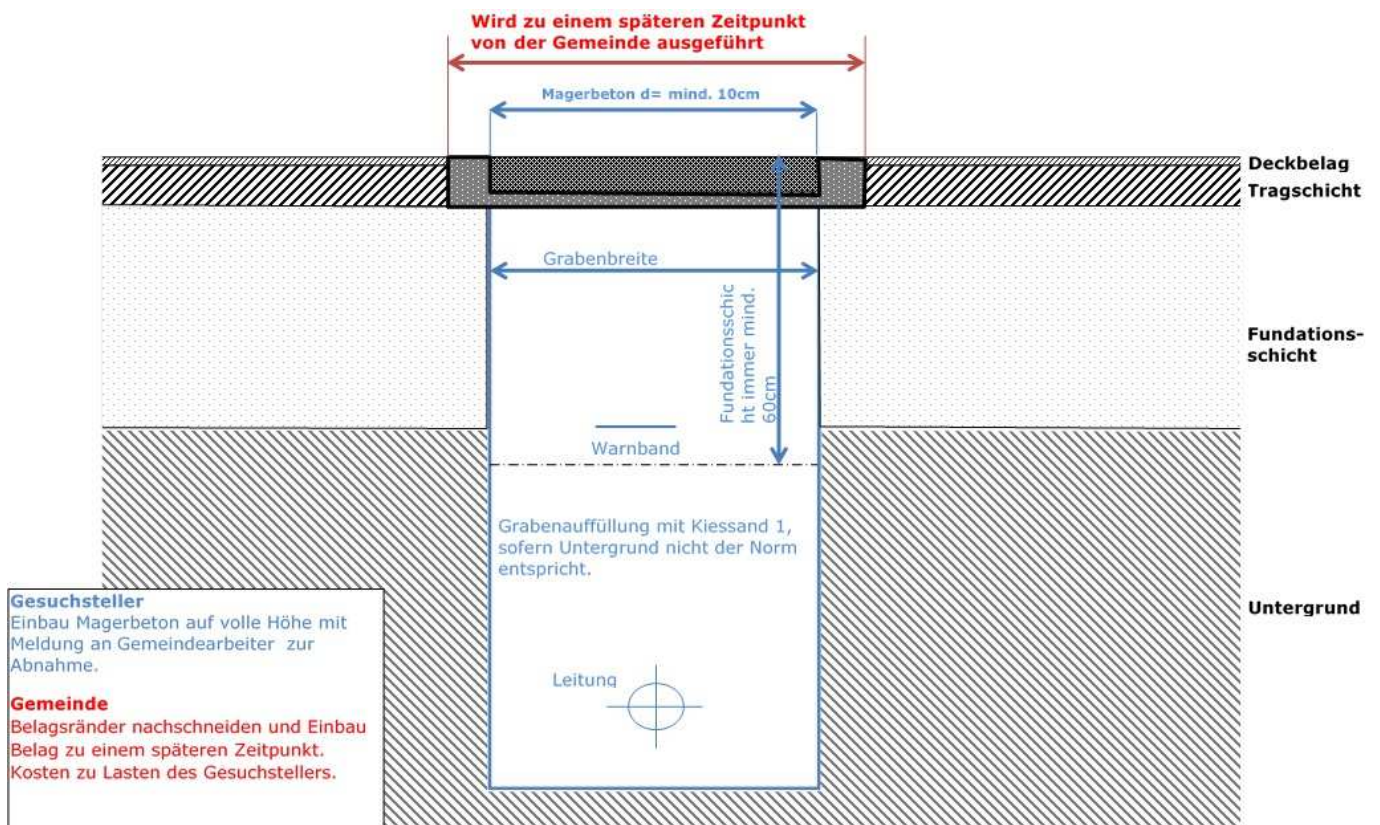 Wird zu einem späteren Zeitpunkt
von der Gemeinde ausgeführt
Magerbeton d= mind. 10cm
Deckbelag
Tragschicht
Grabenbreite
Fundationsschic
ht immer mind.
60cm
Fundations-
schicht
Warnband
Grabenauffüllung mit Kiessand 1,
sofern Untergrund nicht der Norm
entspricht.
Untergrund
Leitung
Gesuchsteller
Einbau Magerbeton auf volle Höhe mit
Meldung an Gemeindearbeiter zur
Abnahme.
Gemeinde
Belagsränder nachschneiden und Einbau
Belag zu einem späteren Zeitpunkt.
Kosten zu Lasten des Gesuchstellers.